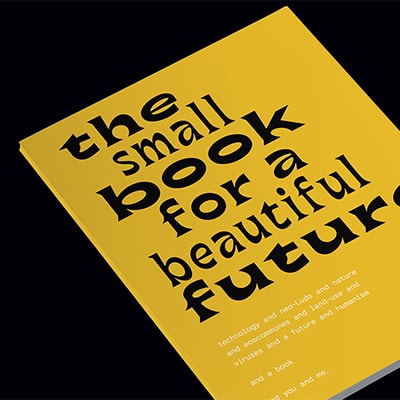 the
small
book
for a
beautiful
future
technology and neo-Luds and nature
and ecocommunes and land-use and
viruses and a future and humanism
and a book
you and me.